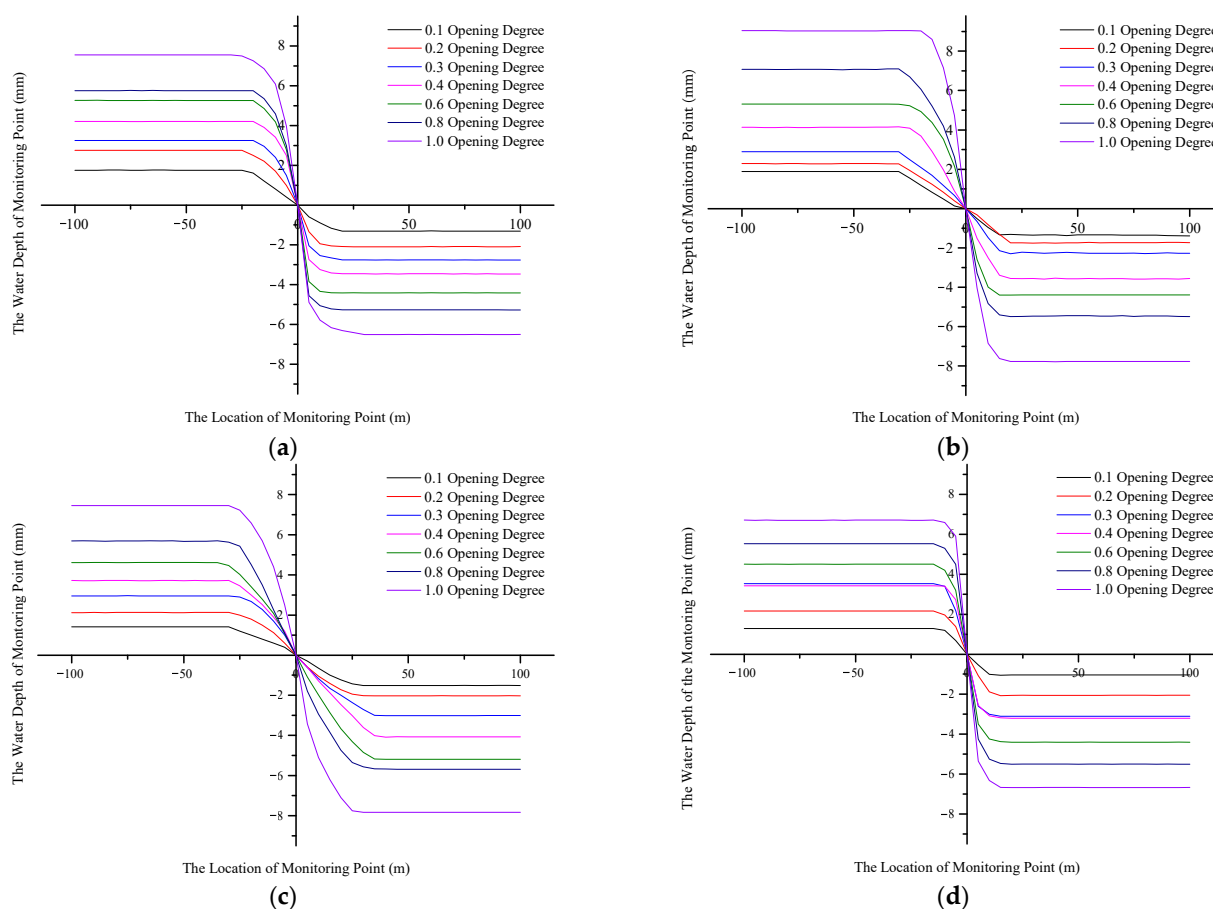 The Water Depth of Monitoring Point (mm)
8
6
4
2
0
−2
−4
−6
−8
−100
−50
50
100
0.1 Opening Degree
0.2 Opening Degree
0.3 Opening Degree
0.4 Opening Degree
0.6 Opening Degree
0.8 Opening Degree
1.0 Opening Degree
The Location of Monitoring Point (m)
(a)
The Water Depth of Monitoring Point (mm)
8
6
4
2
0
−2
−4
−6
−8
−100
−50
50
100
0.1 Opening Degree
0.2 Opening Degree
0.3 Opening Degree
0.4 Opening Degree
0.6 Opening Degree
0.8 Opening Degree
1.0 Opening Degree
The Location of Monitoring Point (m)
(b)
The Water Depth of Monitoring Point (mm)
8
6
4
2
0
−2
−4
−6
−8
−100
−50
50
100
0.1 Opening Degree
0.2 Opening Degree
0.3 Opening Degree
0.4 Opening Degree
0.6 Opening Degree
0.8 Opening Degree
1.0 Opening Degree
The Location of Monitoring Point (m)
(c)
The Water Depth of the Monitoring Point (mm)
8
6
4
2
0
−2
−4
−6
−8
−100
−50
50
100
0.1 Opening Degree
0.2 Opening Degree
0.3 Opening Degree
0.4 Opening Degree
0.6 Opening Degree
0.8 Opening Degree
1.0 Opening Degree
The Location of Monitoring Point (m)
(d)